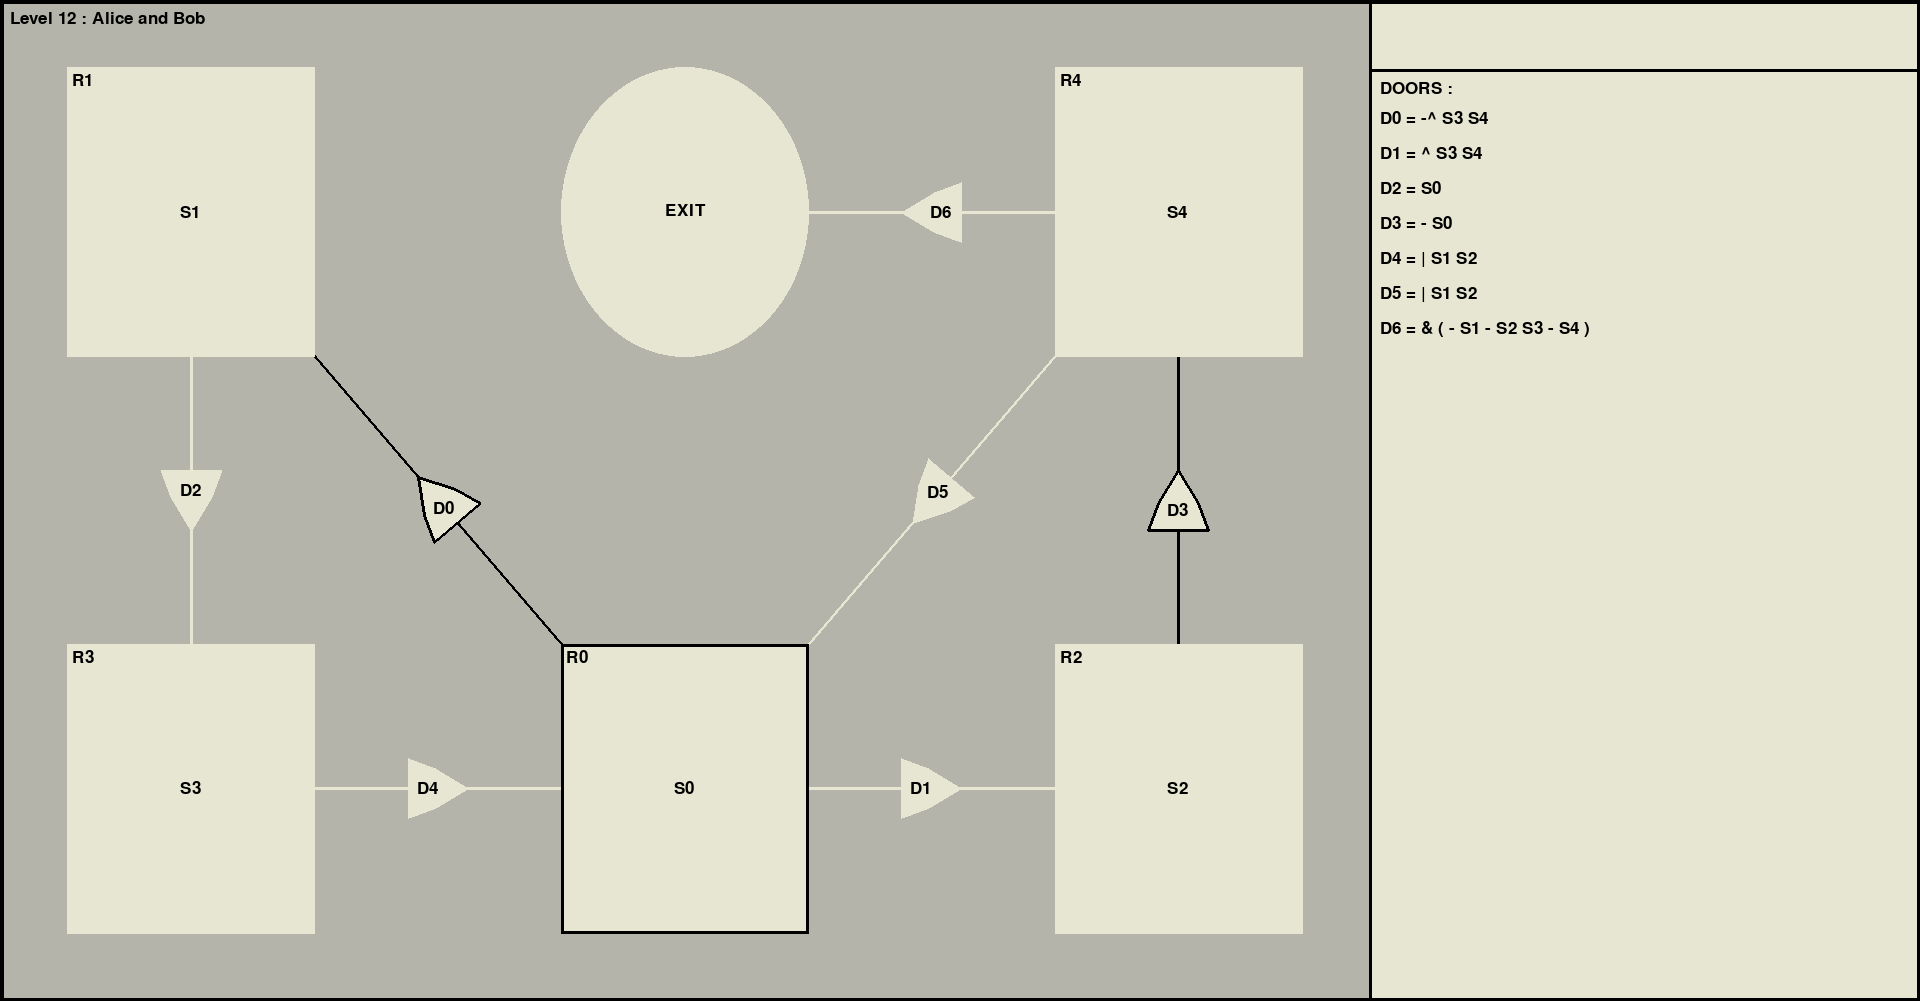 Level 12 : Alice and Bob
R1
S1
EXIT
R4
S4
D6
D2
D0
D5
D3
R3
S3
D4
R0
S0
D1
R2
S2
DOORS :
D0 = -^ S3 S4
D1 = ^ S3 S4
D2 = S0
D3 = - S0
D4 = | S1 S2
D5 = | S1 S2
D6 = & ( - S1 - S2 S3 - S4 )